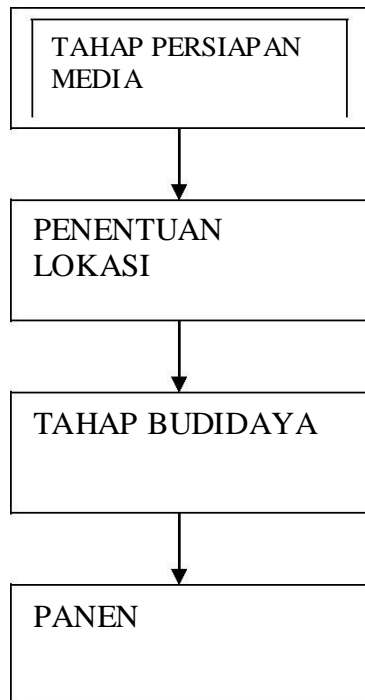 TAHAP PERSIAPAN
MEDIA
PENENTUAN
LOKASI
TAHAP BUDIDAYA
PANEN